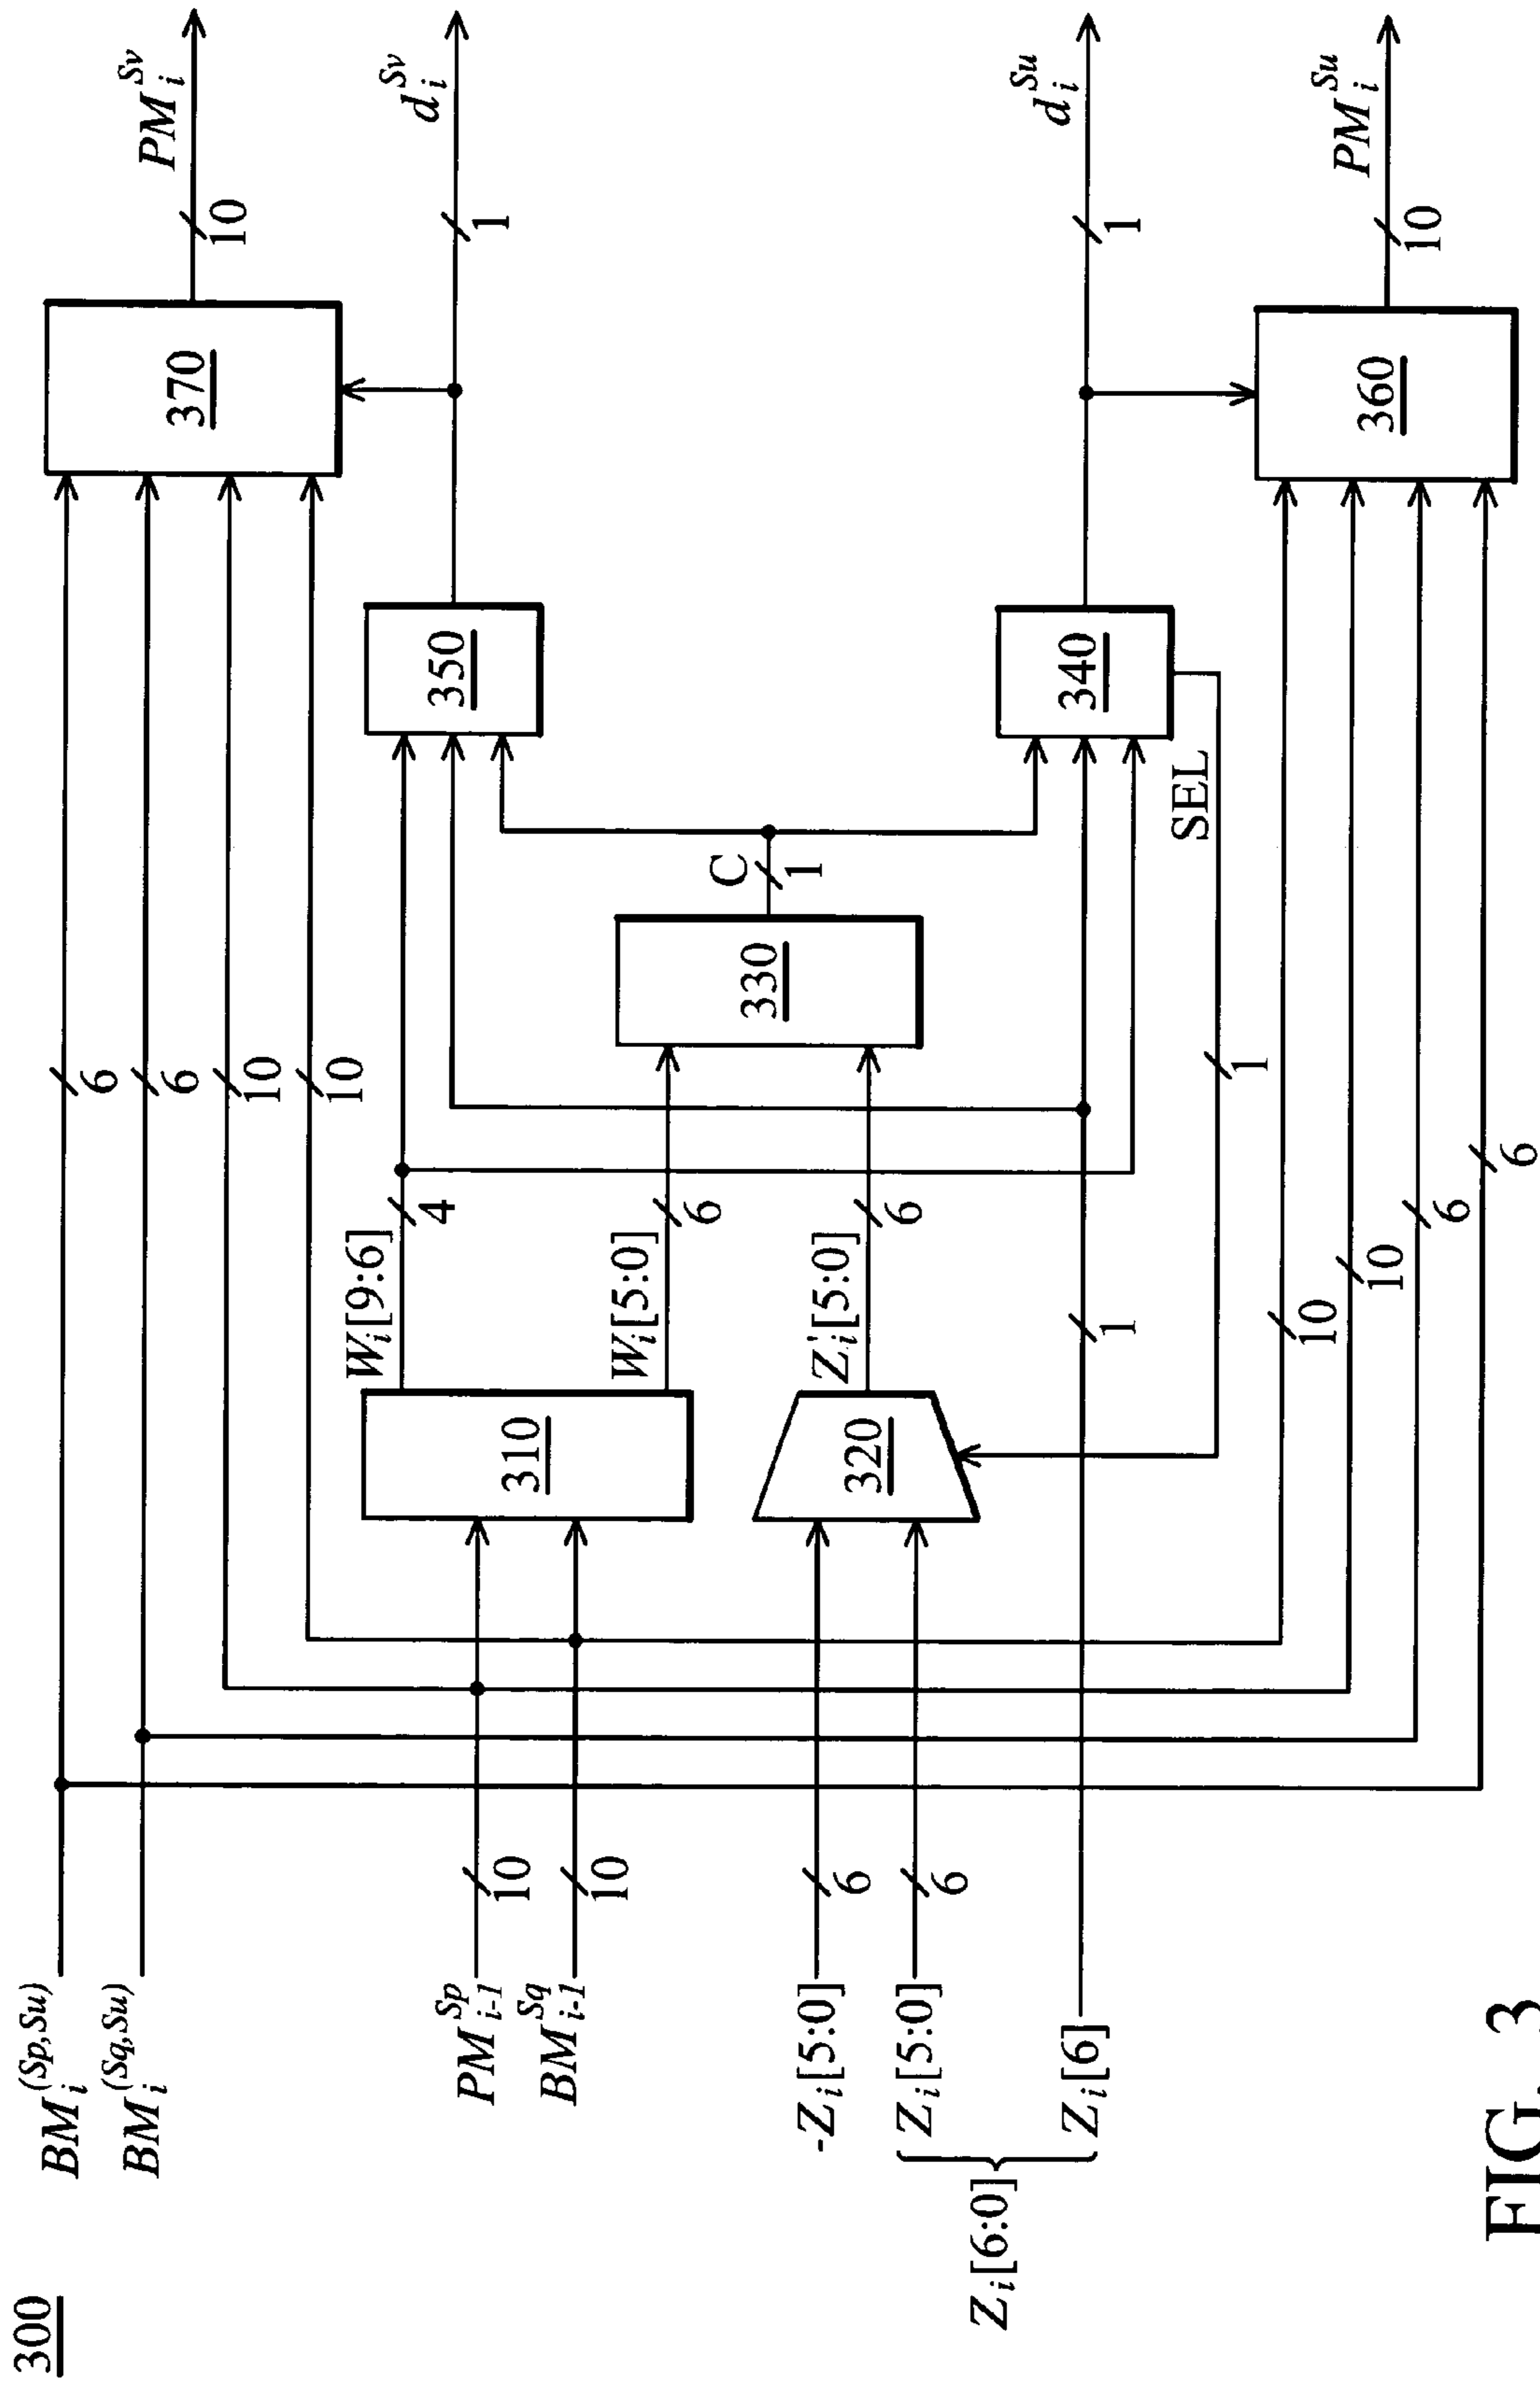 300
BM_i^(Sp,Su)
BM_i^(Sq,Su)
PM_{i-1}^{Sp}
BM_{i-1}^{Sq}
-Z_i[5:0]
Z_i[5:0]
Z_i[6]
Z_i[6:0]
10
10
6
6
1
310
320
W_i[9:6]
4
W_i[5:0]
6
Z'_i[5:0]
6
6
6
10
10
10
10
6
6
330
C
1
SEL
1
350
340
370
360
PM_i^{Sv}
10
d_i^{Sv}
1
d_i^{Su}
1
PM_i^{Su}
10
FIG. 3